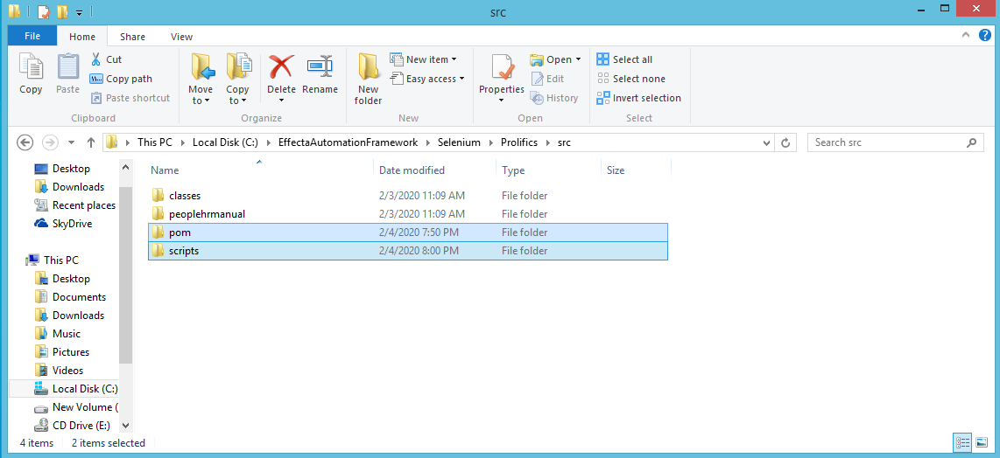 src
File Home Share View
Copy
Paste
Cut
Copy path
Paste shortcut
Clipboard
Move to
Copy to
Delete
Rename
Organize
New folder
New item
Easy access
New
Properties
Open
Edit
History
Open
Select all
Select none
Invert selection
Select
This PC Local Disk (C:) EffectaAutomationFramework Selenium Prolifics src
Search src
Desktop
Downloads
Recent places
SkyDrive
This PC
Desktop
Documents
Downloads
Music
Pictures
Videos
Local Disk (C:)
New Volume (
CD Drive (E:)
Name Date modified Type Size
classes 2/3/2020 11:09 AM File folder
peoplehrmanual 2/3/2020 11:09 AM File folder
pom 2/4/2020 7:50 PM File folder
scripts 2/4/2020 8:00 PM File folder
4 items 2 items selected